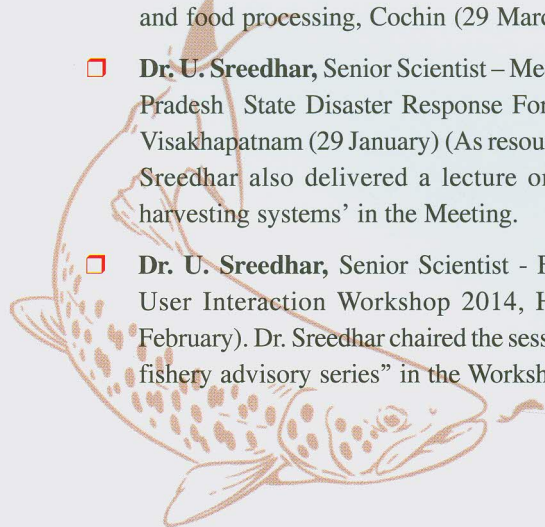 and food processing, Cochin (29 Marc
Dr. U. Sreedhar, Senior Scientist – Me
Pradesh State Disaster Response For
Visakhapatnam (29 January) (As resou
Sreedhar also delivered a lecture or
harvesting systems' in the Meeting.
Dr. U. Sreedhar, Senior Scientist - 
User Interaction Workshop 2014, H
February). Dr. Sreedhar chaired the sess
fishery advisory series” in the Worksh